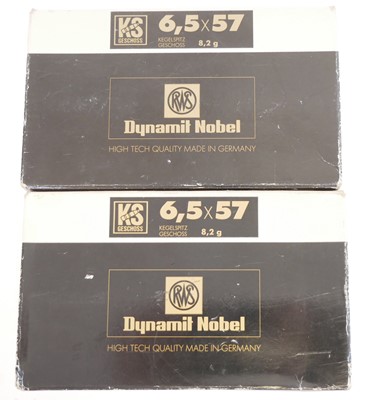 KS 6,5x57
GESCHOSS KEGELSPITZ
GESCHOSS 8,2 g
RWS
Dynamit Nobel
HIGH TECH QUALITY MADE IN GERMANY
KS 6,5x57
GESCHOSS KEGELSPITZ
GESCHOSS 8,2 g
RWS
Dynamit Nobel
HIGH TECH QUALITY MADE IN GERMANY